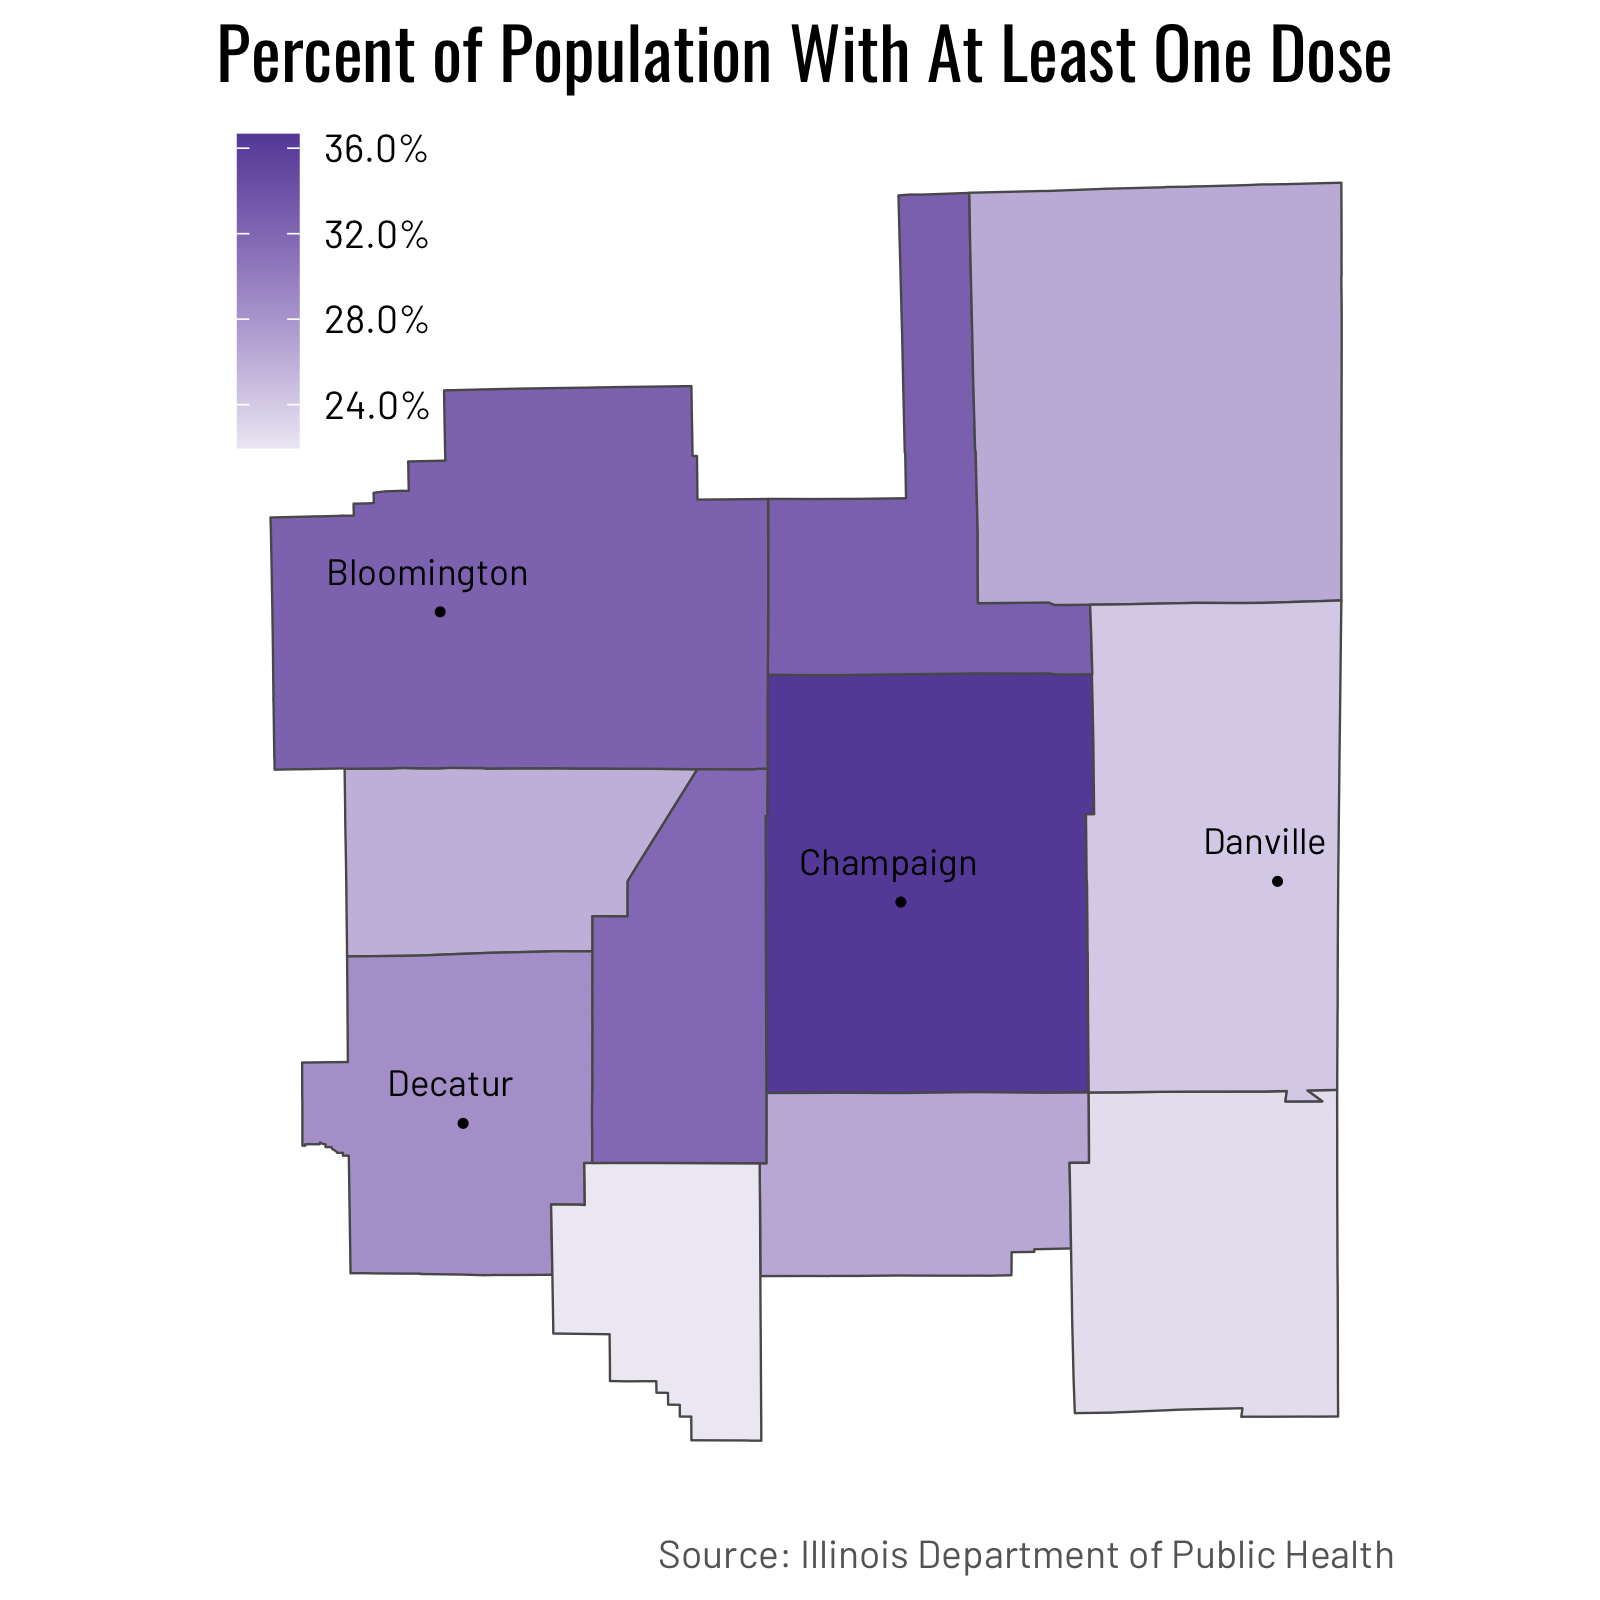 Percent of Population With At Least One Dose
36.0%
32.0%
28.0%
24.0%
Bloomington
Champaign
Danville
Decatur
Source: Illinois Department of Public Health